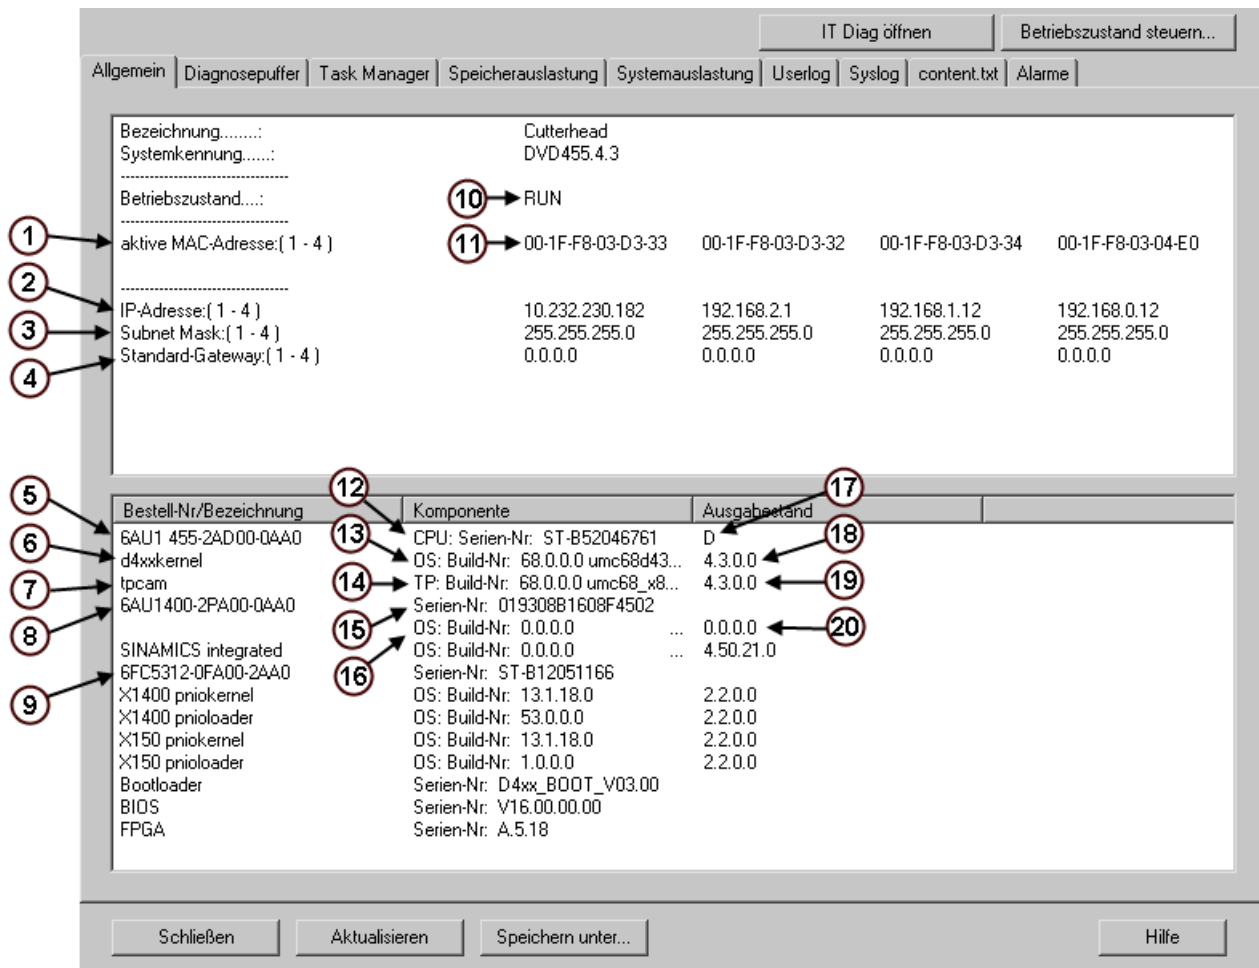 IT Diag öffnen Betriebszustand steuern...
Allgemein Diagnosepuffer Task Manager Speicherauslastung Systemauslastung Userlog Syslog content.txt Alarme
Bezeichnung........: Cutterhead
Systemkennung......: DVD455.4.3
-----------------------------------
Betriebszustand....: 10 RUN
-----------------------------------
1 aktive MAC-Adresse:( 1 - 4 ) 11 00-1F-F8-03-D3-33 00-1F-F8-03-D3-32 00-1F-F8-03-D3-34 00-1F-F8-03-04-E0
-----------------------------------
2 IP-Adresse:( 1 - 4 ) 10.232.230.182 192.168.2.1 192.168.1.12 192.168.0.12
3 Subnet Mask:( 1 - 4 ) 255.255.255.0 255.255.255.0 255.255.255.0 255.255.255.0
4 Standard-Gateway:( 1 - 4 ) 0.0.0.0 0.0.0.0 0.0.0.0 0.0.0.0
Bestell-Nr/Bezeichnung Komponente Ausgabestand
5 6AU1 455-2AD00-0AA0 12 CPU: Serien-Nr: ST-B52046761 D 17
6 d4xxkernel 13 OS: Build-Nr: 68.0.0.0 umc68d43... 4.3.0.0 18
7 tpcam 14 TP: Build-Nr: 68.0.0.0 umc68_x8... 4.3.0.0 19
8 6AU1400-2PA00-0AA0 15 Serien-Nr: 019308B1608F4502
16 OS: Build-Nr: 0.0.0.0 ... 0.0.0.0 20
SINAMICS integrated OS: Build-Nr: 0.0.0.0 ... 4.50.21.0
9 6FC5312-0FA00-2AA0 Serien-Nr: ST-B12051166
X1400 pniokernel OS: Build-Nr: 13.1.18.0 2.2.0.0
X1400 pnioloader OS: Build-Nr: 53.0.0.0 2.2.0.0
X150 pniokernel OS: Build-Nr: 13.1.18.0 2.2.0.0
X150 pnioloader OS: Build-Nr: 1.0.0.0 2.2.0.0
Bootloader Serien-Nr: D4xx_BOOT_V03.00
BIOS Serien-Nr: V16.00.00.00
FPGA Serien-Nr: A.5.18
Schließen Aktualisieren Speichern unter... Hilfe